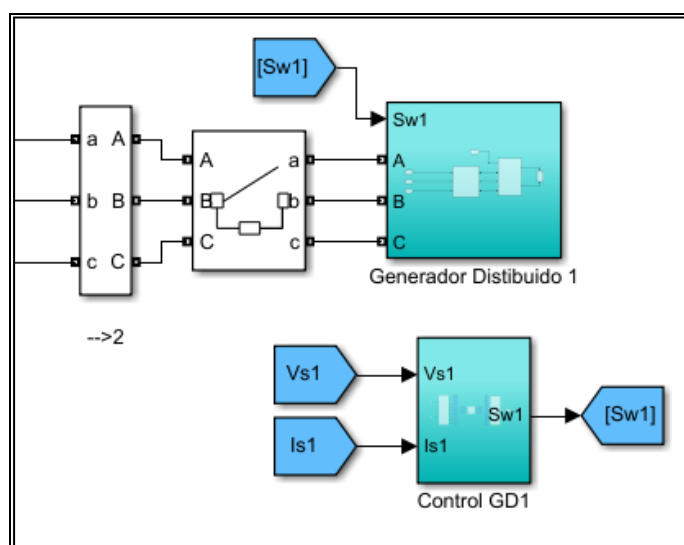 [Sw1]
Sw1
a A A a A
b B B b B
c C C c C
Generador Distibuido 1
-->2
Vs1 Vs1
Sw1 [Sw1]
Is1 Is1
Control GD1